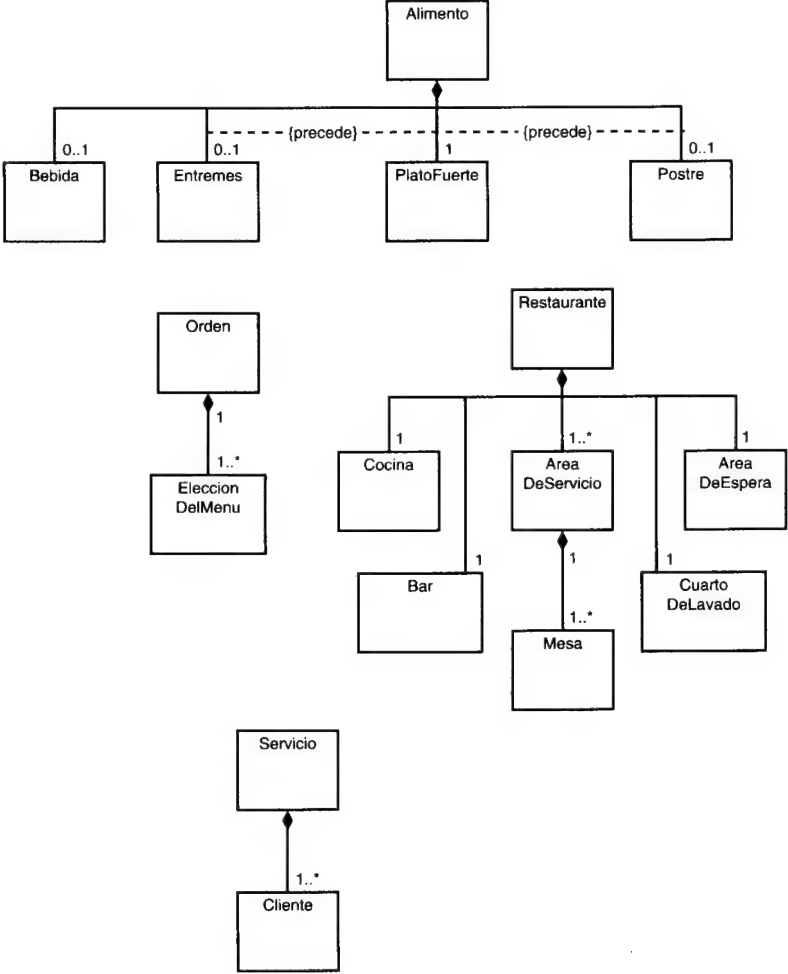 Alimento
{precede} {precede}
0..1 0..1 1 0..1
Bebida Entremes PlatoFuerte Postre
Restaurante
Orden
1
1 1..* 1
1..*
Cocina Area Area
DeServicio DeEspera
Eleccion
DelMenu
1 1 1
Bar Cuarto
DeLavado
1..*
Mesa
Servicio
1..*
Cliente